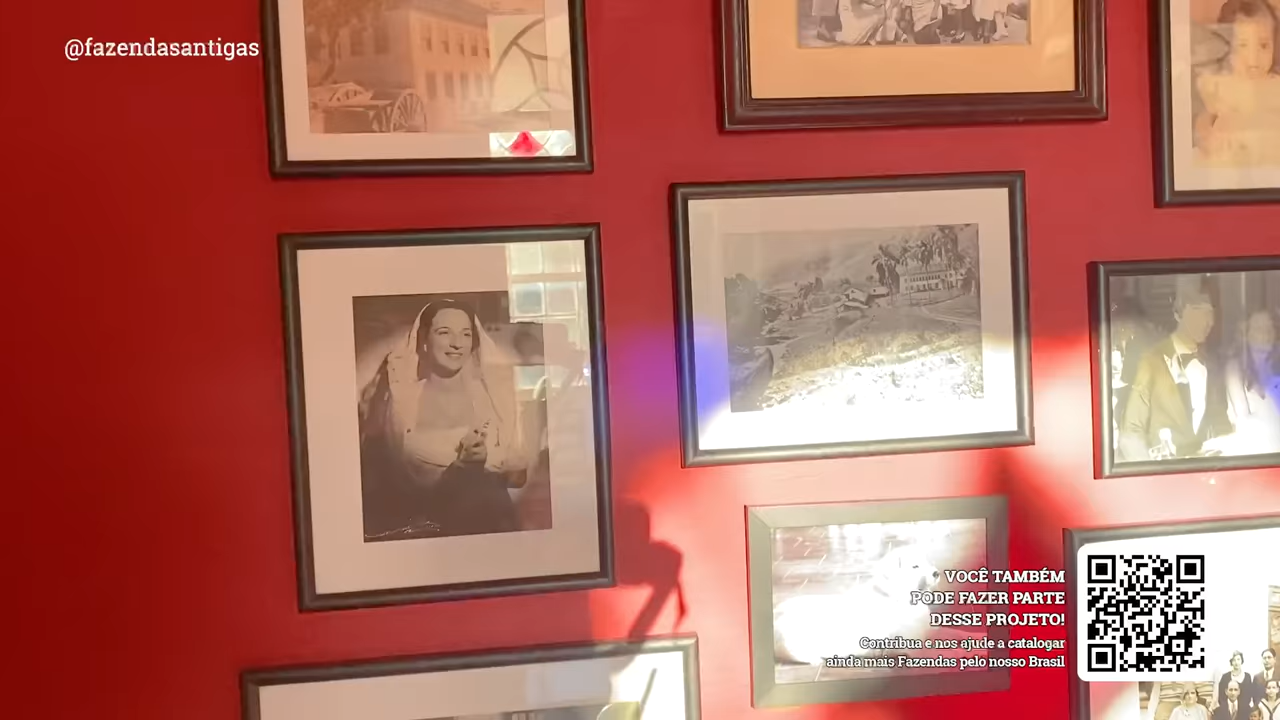 @fazendasantigas
VOCÊ TAMBÉM
PODE FAZER PARTE
DESSE PROJETO!
Contribua e nos ajude a catalogar
ainda mais Fazendas pelo nosso Brasil